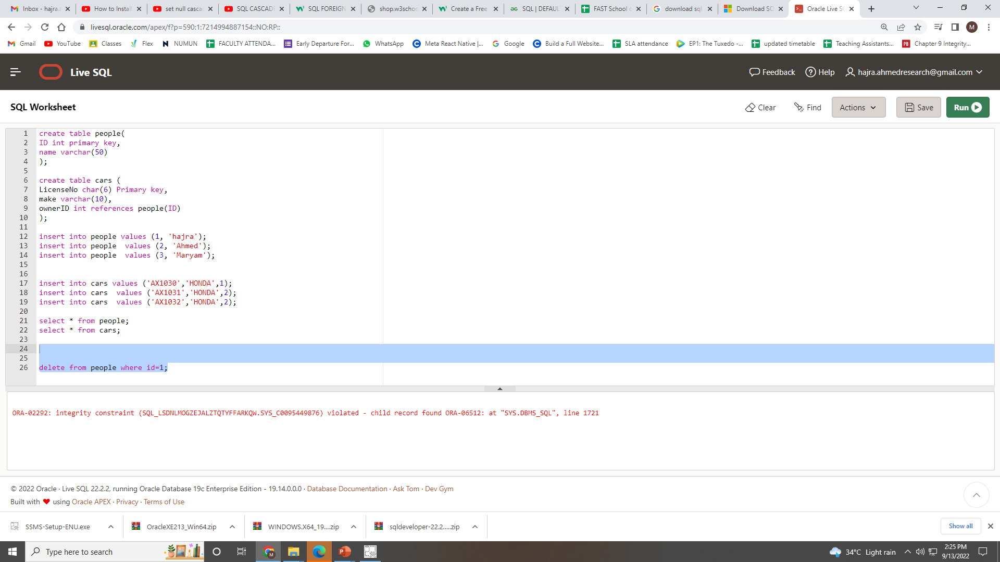 Inbox - hajra.a
How to Install
set null casca
SQL CASCAD
SQL FOREIGN
shop.w3schoo
Create a Free
SQL | DEFAUL
FAST School o
download sql
Download SQ
Oracle Live S
livesql.oracle.com/apex/f?p=590:1:7214994887154::NO:RP::
M
Gmail
YouTube
Classes
Flex
NUMUN
FACULTY ATTENDA...
Early Departure For...
WhatsApp
Meta React Native |...
Google
Build a Full Website...
SLA attendance
EP1: The Tuxedo -...
updated timetable
Teaching Assistants...
PB
Chapter 9 Integrity...
Live SQL
Feedback
Help
hajra.ahmedresearch@gmail.com
SQL Worksheet
Clear
Find
Actions
Save
Run
1 create table people(
2 ID int primary key,
3 name varchar(50)
4 );
5
6 create table cars (
7 LicenseNo char(6) Primary key,
8 make varchar(10),
9 ownerID int references people(ID)
10 );
11
12 insert into people values (1, 'hajra');
13 insert into people  values (2, 'Ahmed');
14 insert into people  values (3, 'Maryam');
15
16
17 insert into cars values ('AX1030','HONDA',1);
18 insert into cars  values ('AX1031','HONDA',2);
19 insert into cars  values ('AX1032','HONDA',2);
20
21 select * from people;
22 select * from cars;
23
24
25
26 delete from people where id=1;
ORA-02292: integrity constraint (SQL_LSDNLMOGZEJALZTQTYFFARKQW.SYS_C0095449876) violated - child record found ORA-06512: at "SYS.DBMS_SQL", line 1721
© 2022 Oracle · Live SQL 22.2.2, running Oracle Database 19c Enterprise Edition - 19.14.0.0.0 · Database Documentation · Ask Tom · Dev Gym
Built with ❤ using Oracle APEX · Privacy · Terms of Use
SSMS-Setup-ENU.exe
OracleXE213_Win64.zip
WINDOWS.X64_19....zip
sqldeveloper-22.2.....zip
Show all
Type here to search
34°C Light rain
2:25 PM
9/13/2022